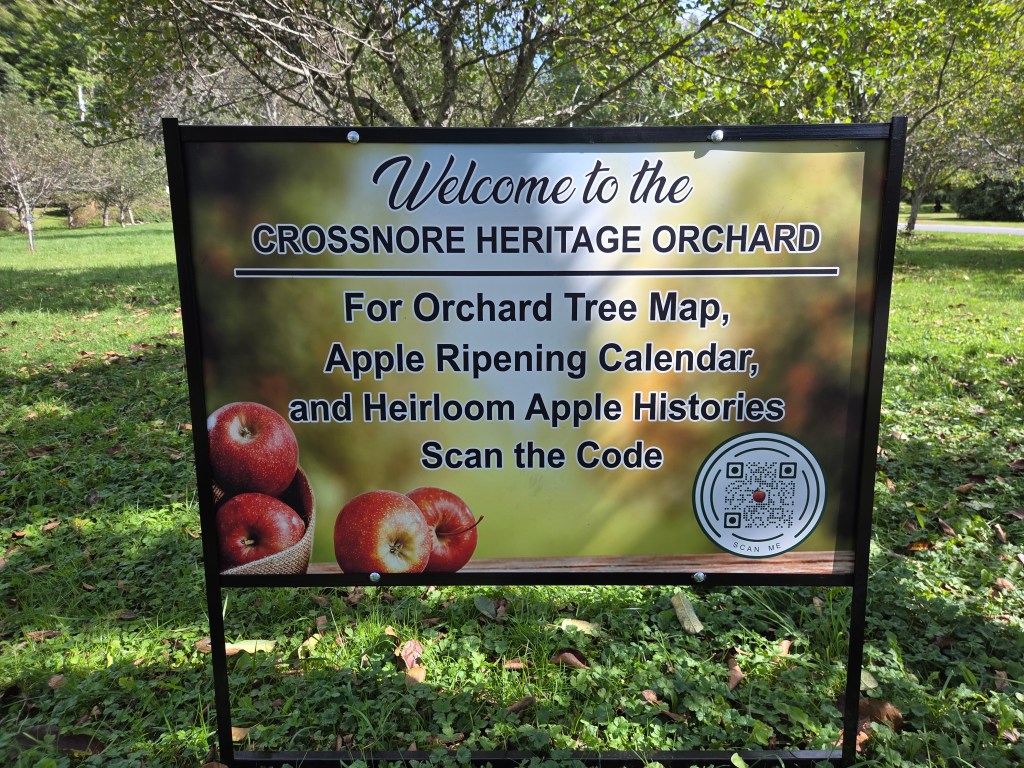 Welcome to the
CROSSNORE HERITAGE ORCHARD
For Orchard Tree Map,
Apple Ripening Calendar,
and Heirloom Apple Histories
Scan the Code
SCAN ME